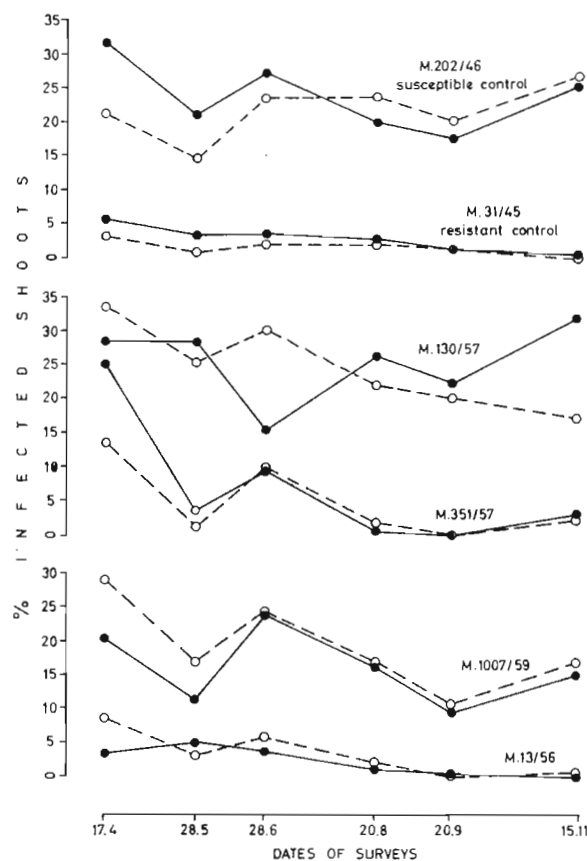 35
30
25
20
15
10
5
0
M.202/46
susceptible control
M.31/45
resistant control
35
30
25
20
15
10
5
0
M.130/57
M.351/57
30
25
20
15
10
5
0
M.1007/59
M.13/56
% INFECTED SHOOTS
17.4 28.5 28.6 20.8 20.9 15.11
DATES OF SURVEYS